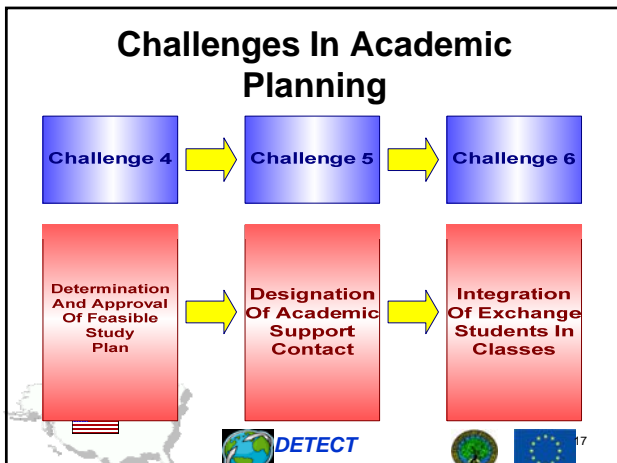 Challenges In Academic
Planning
Challenge 4
Challenge 5
Challenge 6
Determination
And Approval
Of Feasible
Study
Plan
Designation
Of Academic
Support
Contact
Integration
Of Exchange
Students In
Classes
DETECT
17